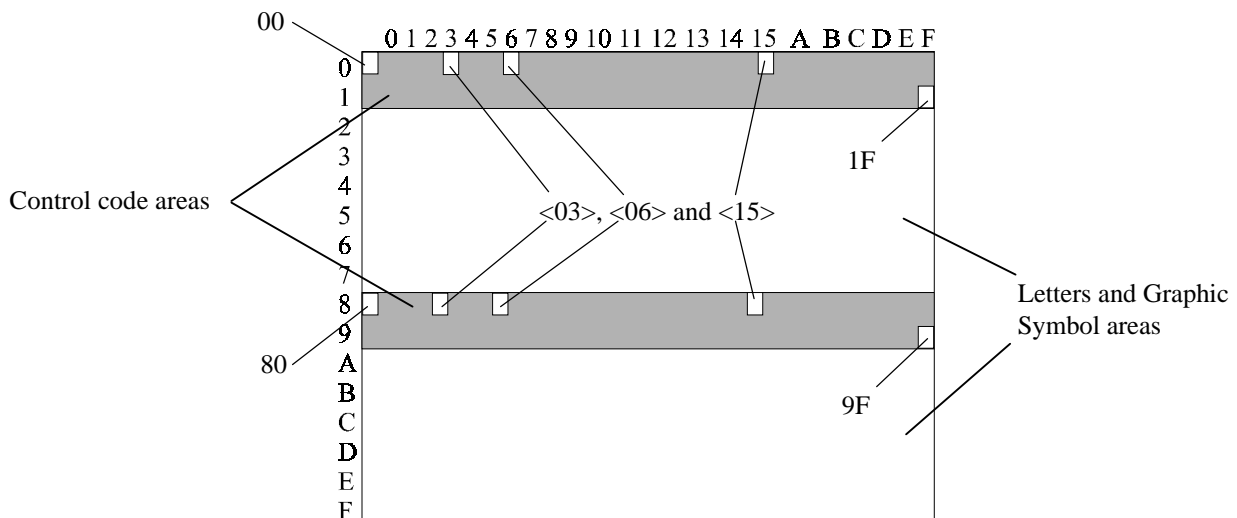 00
0 1 2 3 4 5 6 7 8 9 10 11 12 13 14 15 A B C D E F
0
1
2
3
1F
4
Control code areas
<03>, <06> and <15>
5
6
7
8
Letters and Graphic
Symbol areas
9
80
A
B
9F
C
D
E
F